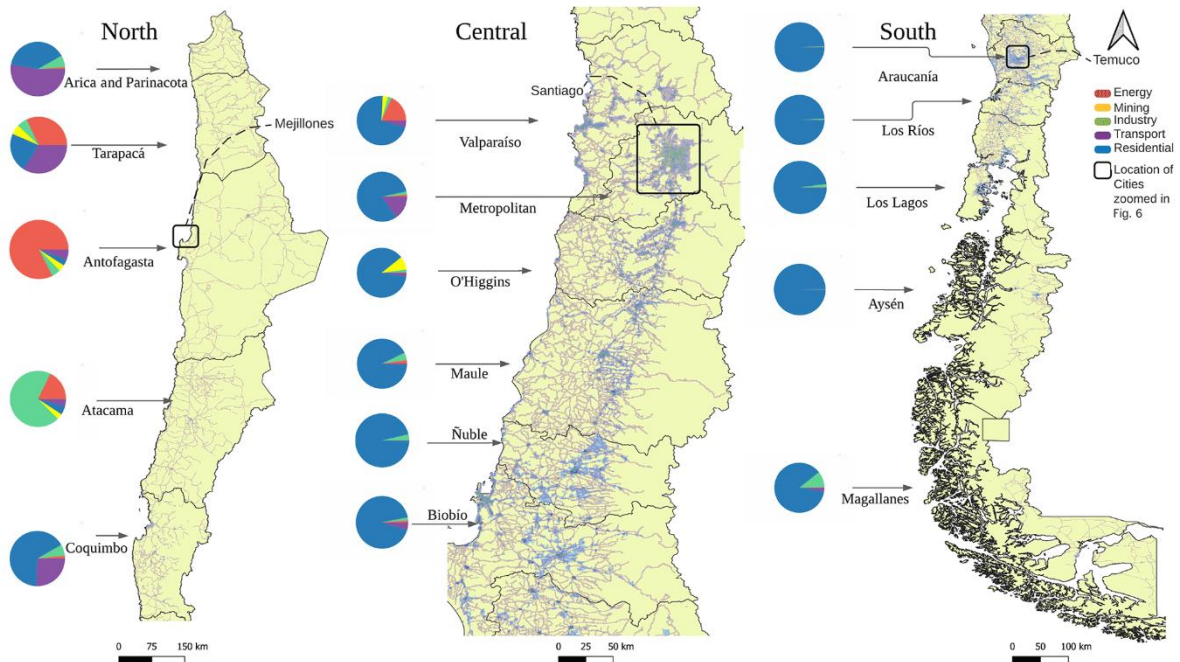 North
Arica and Parinacota
Mejillones
Tarapacá
Antofagasta
Atacama
Coquimbo
0 75 150 km
Central
Santiago
Valparaíso
Metropolitan
O'Higgins
Maule
Ñuble
Biobío
0 25 50 km
South
Temuco
Araucanía
Los Ríos
Los Lagos
Aysén
Magallanes
Energy
Mining
Industry
Transport
Residential
Location of
Cities
zoomed in
Fig. 6
0 50 100 km